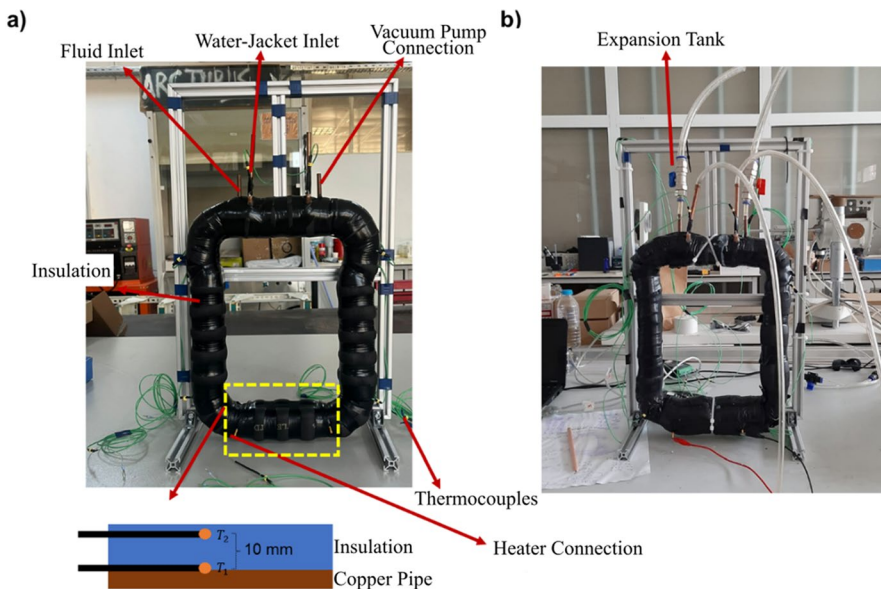 a)
b)
Fluid Inlet
Water-Jacket Inlet
Vacuum Pump
Connection
Expansion Tank
Insulation
Thermocouples
Heater Connection
T2
10 mm
Insulation
T1
Copper Pipe